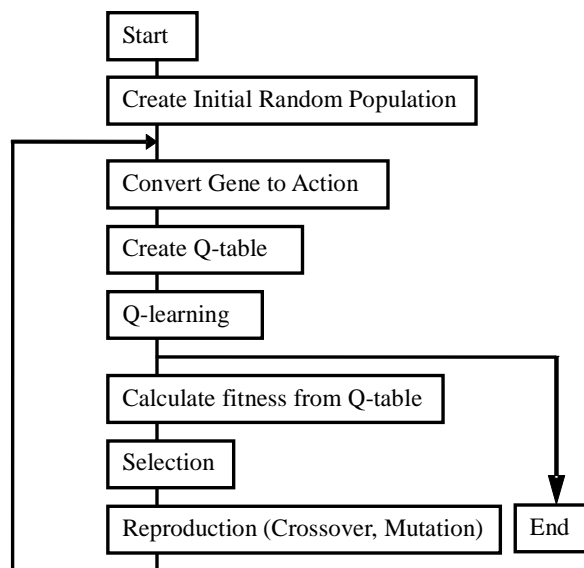 Start
Create Initial Random Population
Convert Gene to Action
Create Q-table
Q-learning
Calculate fitness from Q-table
Selection
Reproduction (Crossover, Mutation)
End